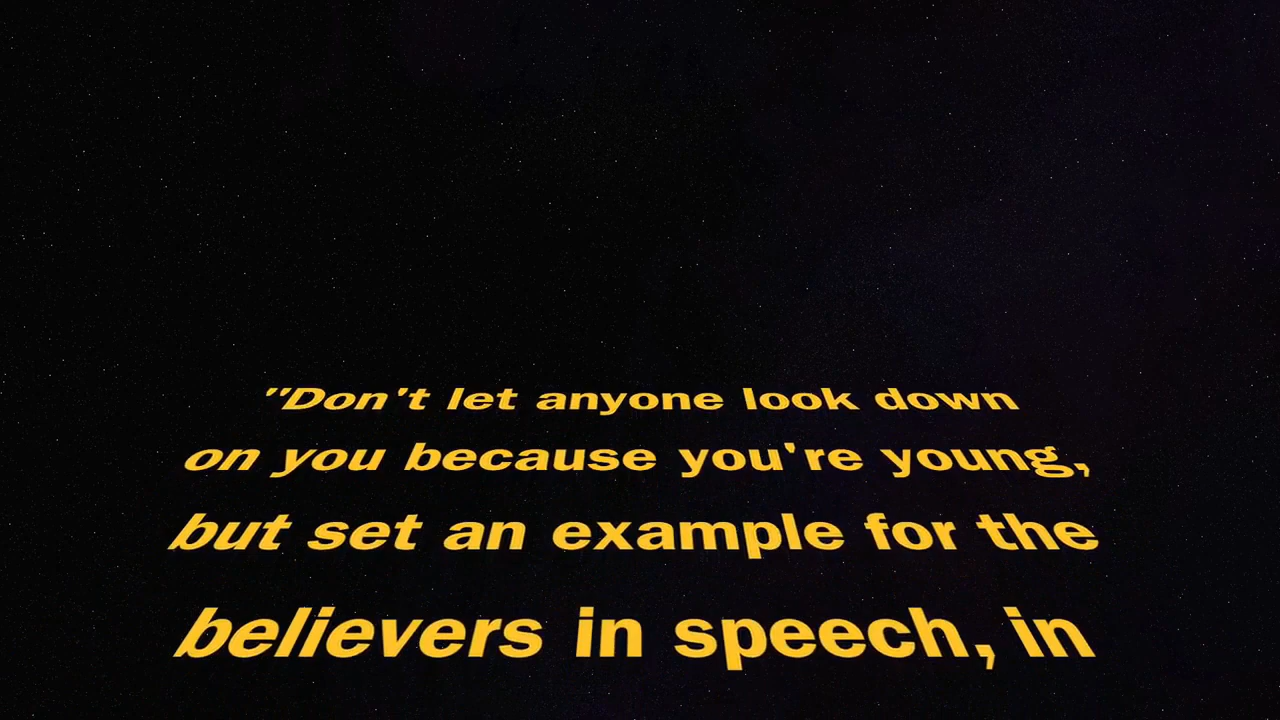 "Don't let anyone look down
on you because you're young,
but set an example for the
believers in speech, in